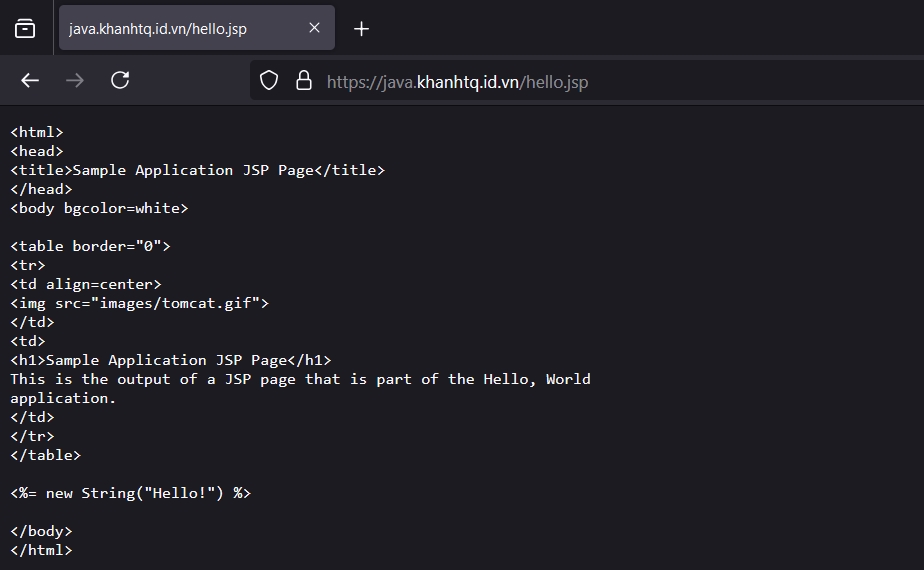 java.khanhtq.id.vn/hello.jsp
https://java.khanhtq.id.vn/hello.jsp
<html>
<head>
<title>Sample Application JSP Page</title>
</head>
<body bgcolor=white>
<table border="0">
<tr>
<td align=center>
<img src="images/tomcat.gif">
</td>
<td>
<h1>Sample Application JSP Page</h1>
This is the output of a JSP page that is part of the Hello, World
application.
</td>
</tr>
</table>
<%= new String("Hello!") %>
</body>
</html>